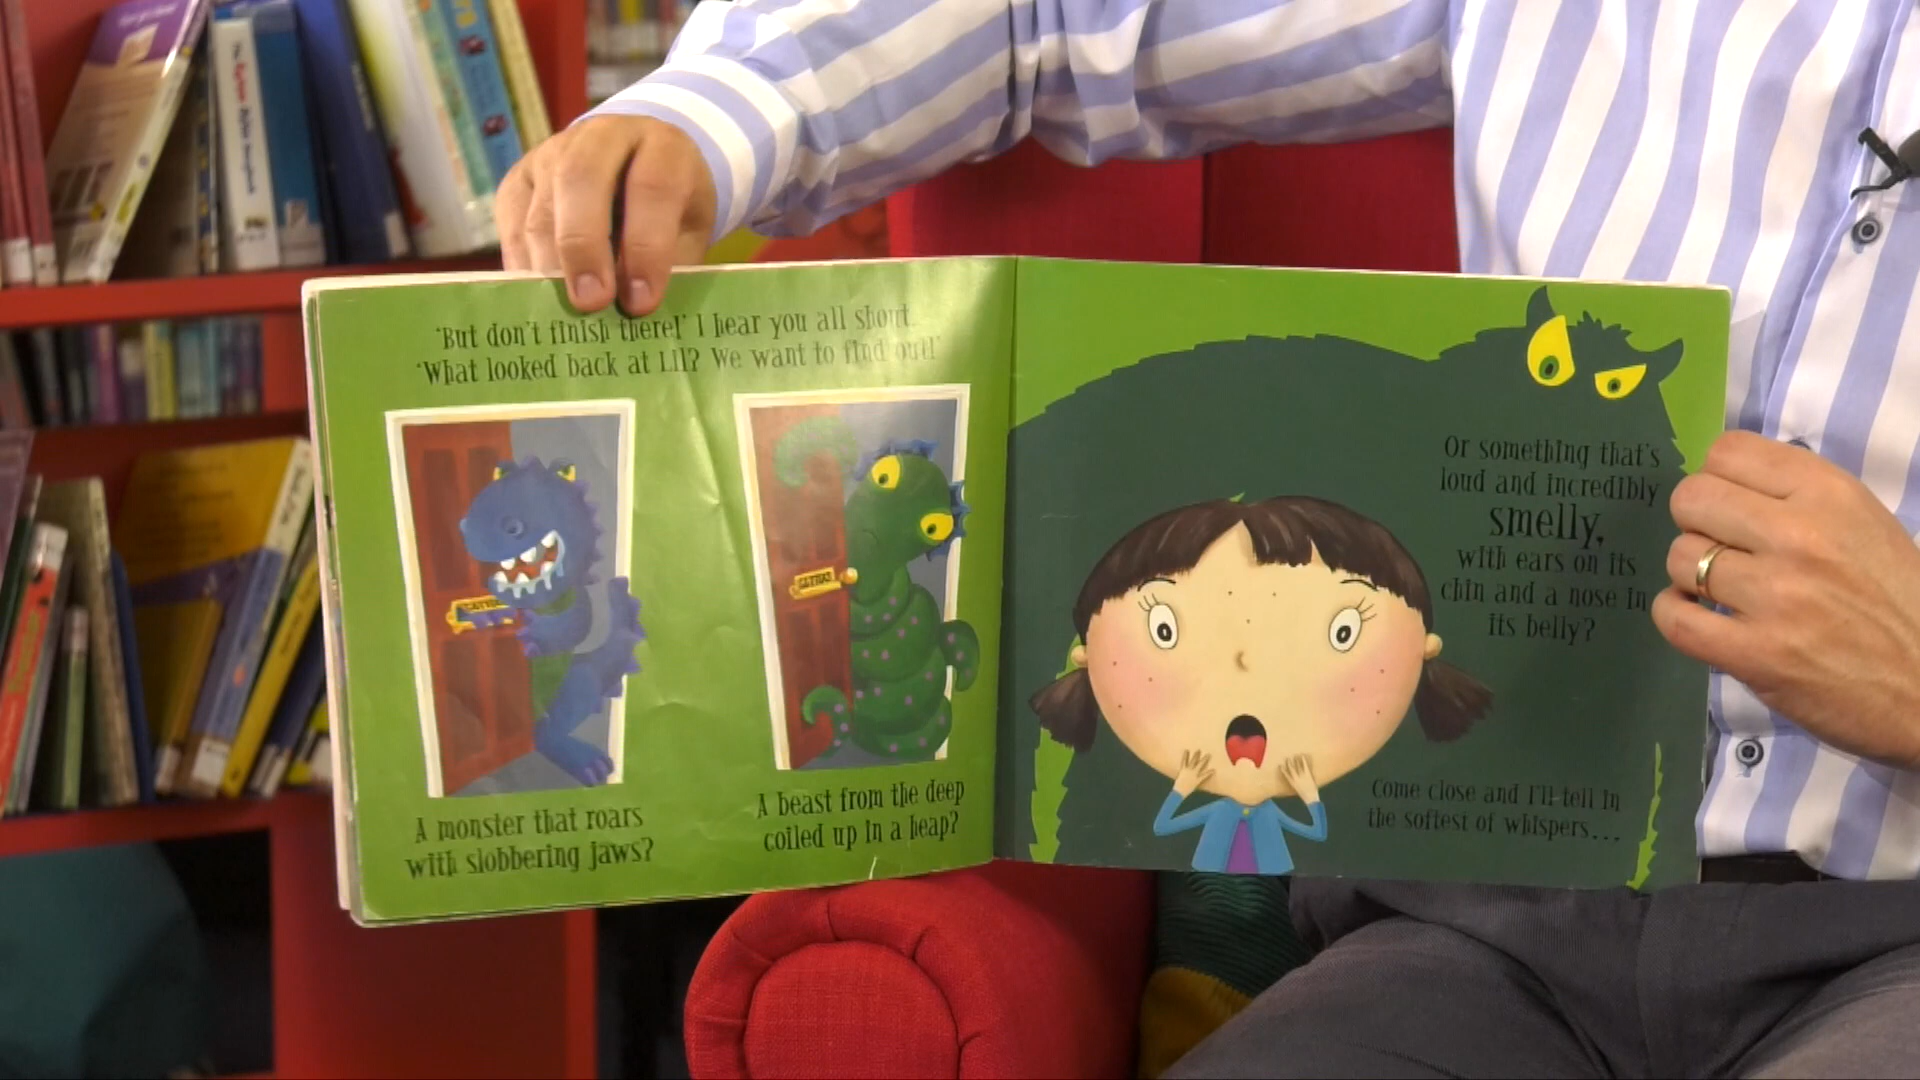 'But don't finish there!' I hear you all shout.
'What looked back at Lil? We want to find out!'
A monster that roars
with slobbering jaws?
A beast from the deep
coiled up in a heap?
Or something that's
loud and incredibly
smelly,
with ears on its
chin and a nose in
its belly?
Come close and I'll tell in
the softest of whispers...